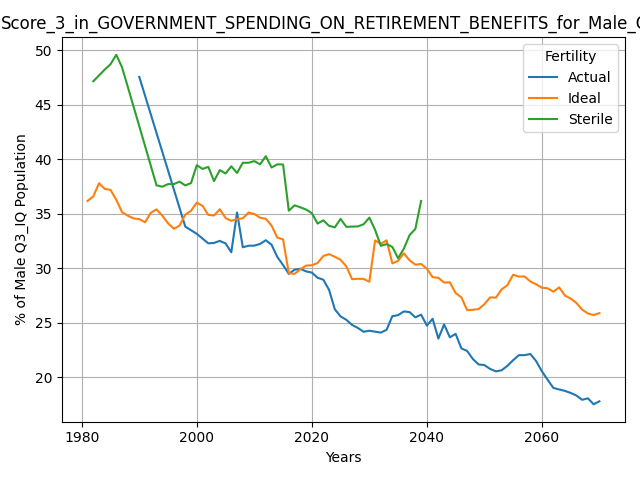 Score_3_in_GOVERNMENT_SPENDING_ON_RETIREMENT_BENEFITS_for_Male_
50
45
40
35
30
25
20
% of Male Q3_IQ Population
Fertility
Actual
Ideal
Sterile
1980
2000
2020
2040
2060
Years